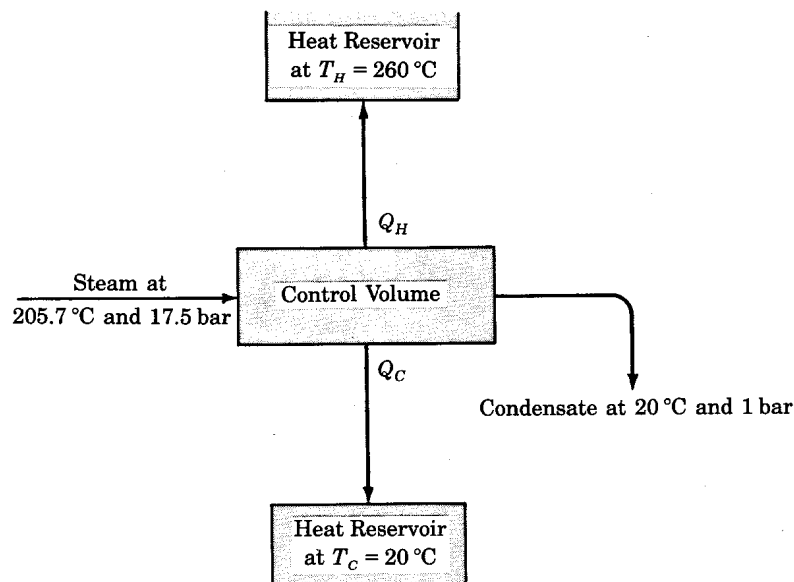 Heat Reservoir
at T_H = 260 °C
Q_H
Steam at
205.7 °C and 17.5 bar
Control Volume
Q_C
Condensate at 20 °C and 1 bar
Heat Reservoir
at T_C = 20 °C